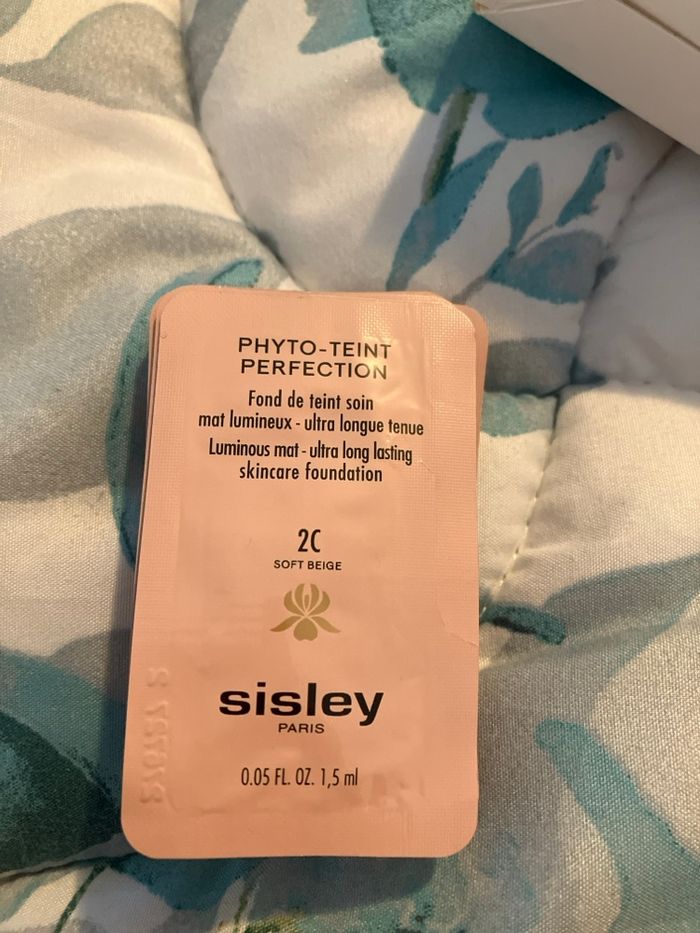 PHYTO-TEINT
PERFECTION
Fond de teint soin
mat lumineux - ultra longue tenue
Luminous mat - ultra long lasting
skincare foundation
2C
SOFT BEIGE
sisley
PARIS
0.05 FL. OZ. 1,5 ml